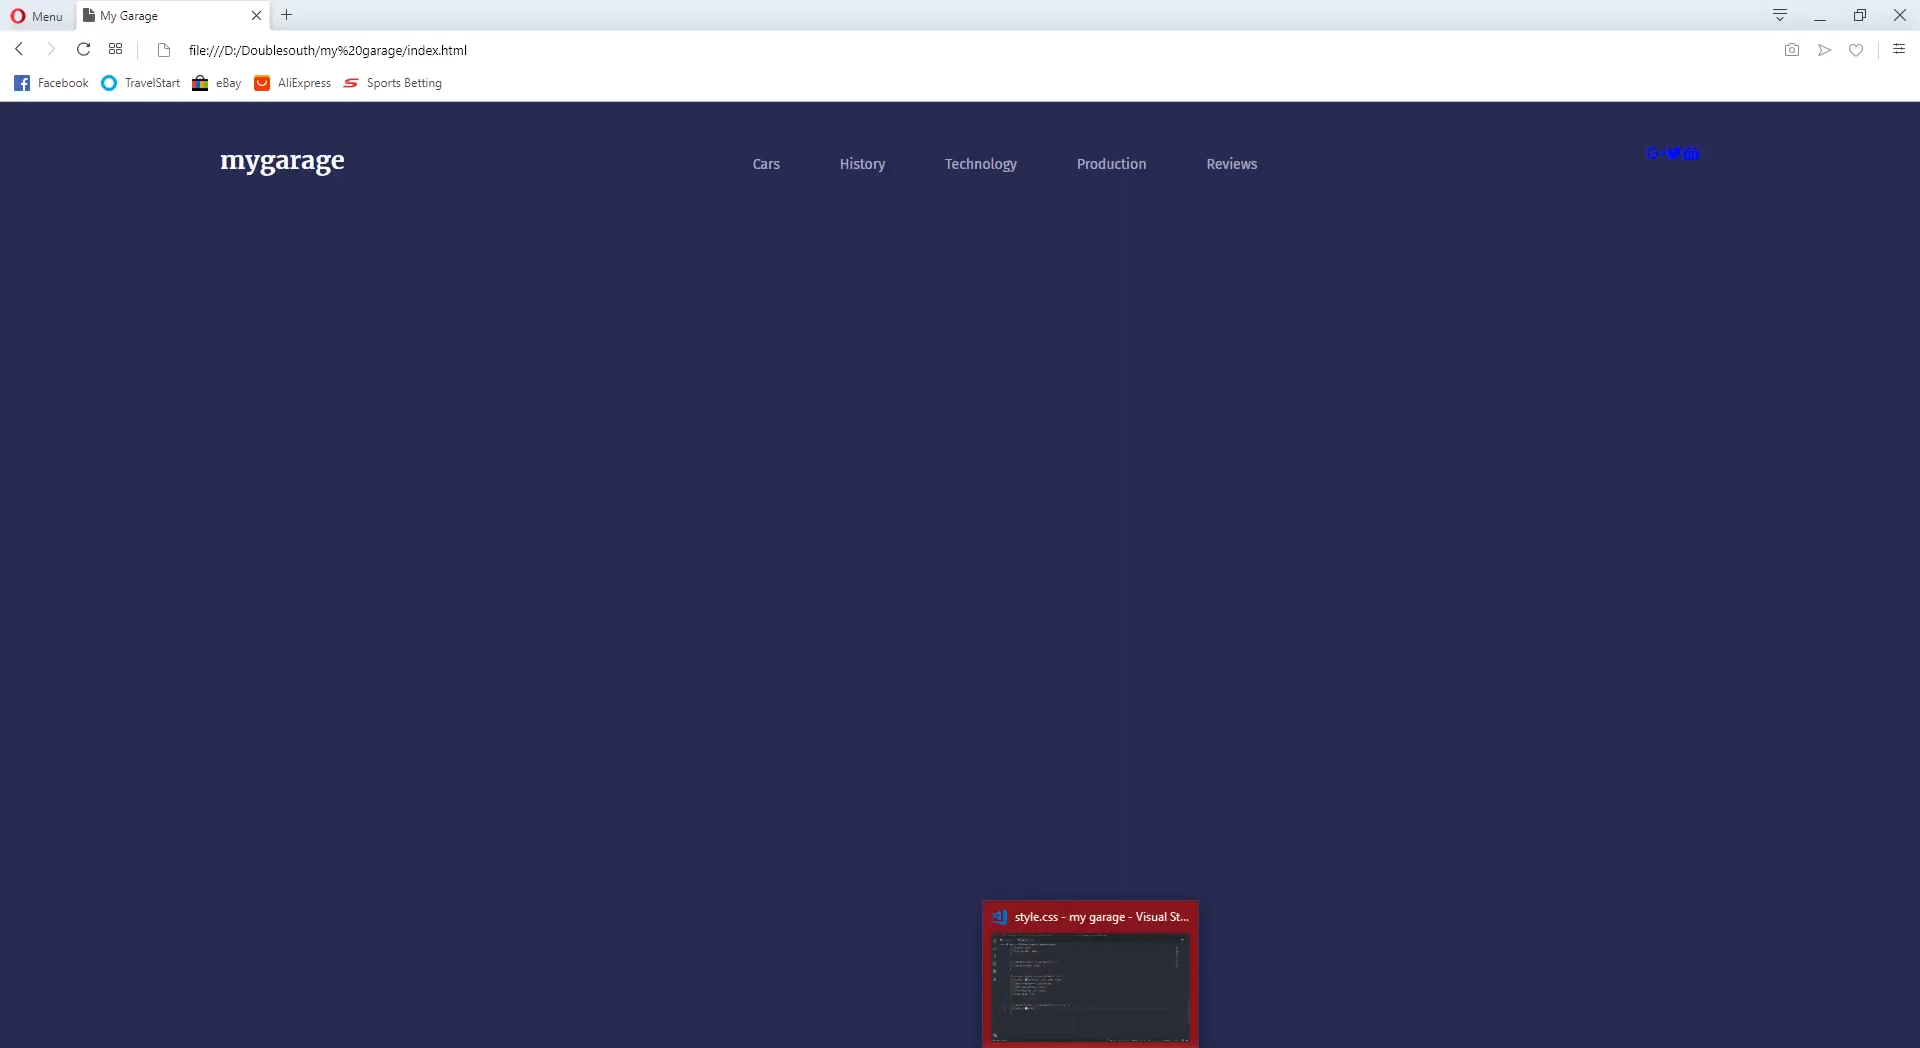 Menu
My Garage
file:///D:/Doublesouth/my%20garage/index.html
Facebook
TravelStart
eBay
AliExpress
Sports Betting
mygarage
Cars
History
Technology
Production
Reviews
style.css - my garage - Visual St...